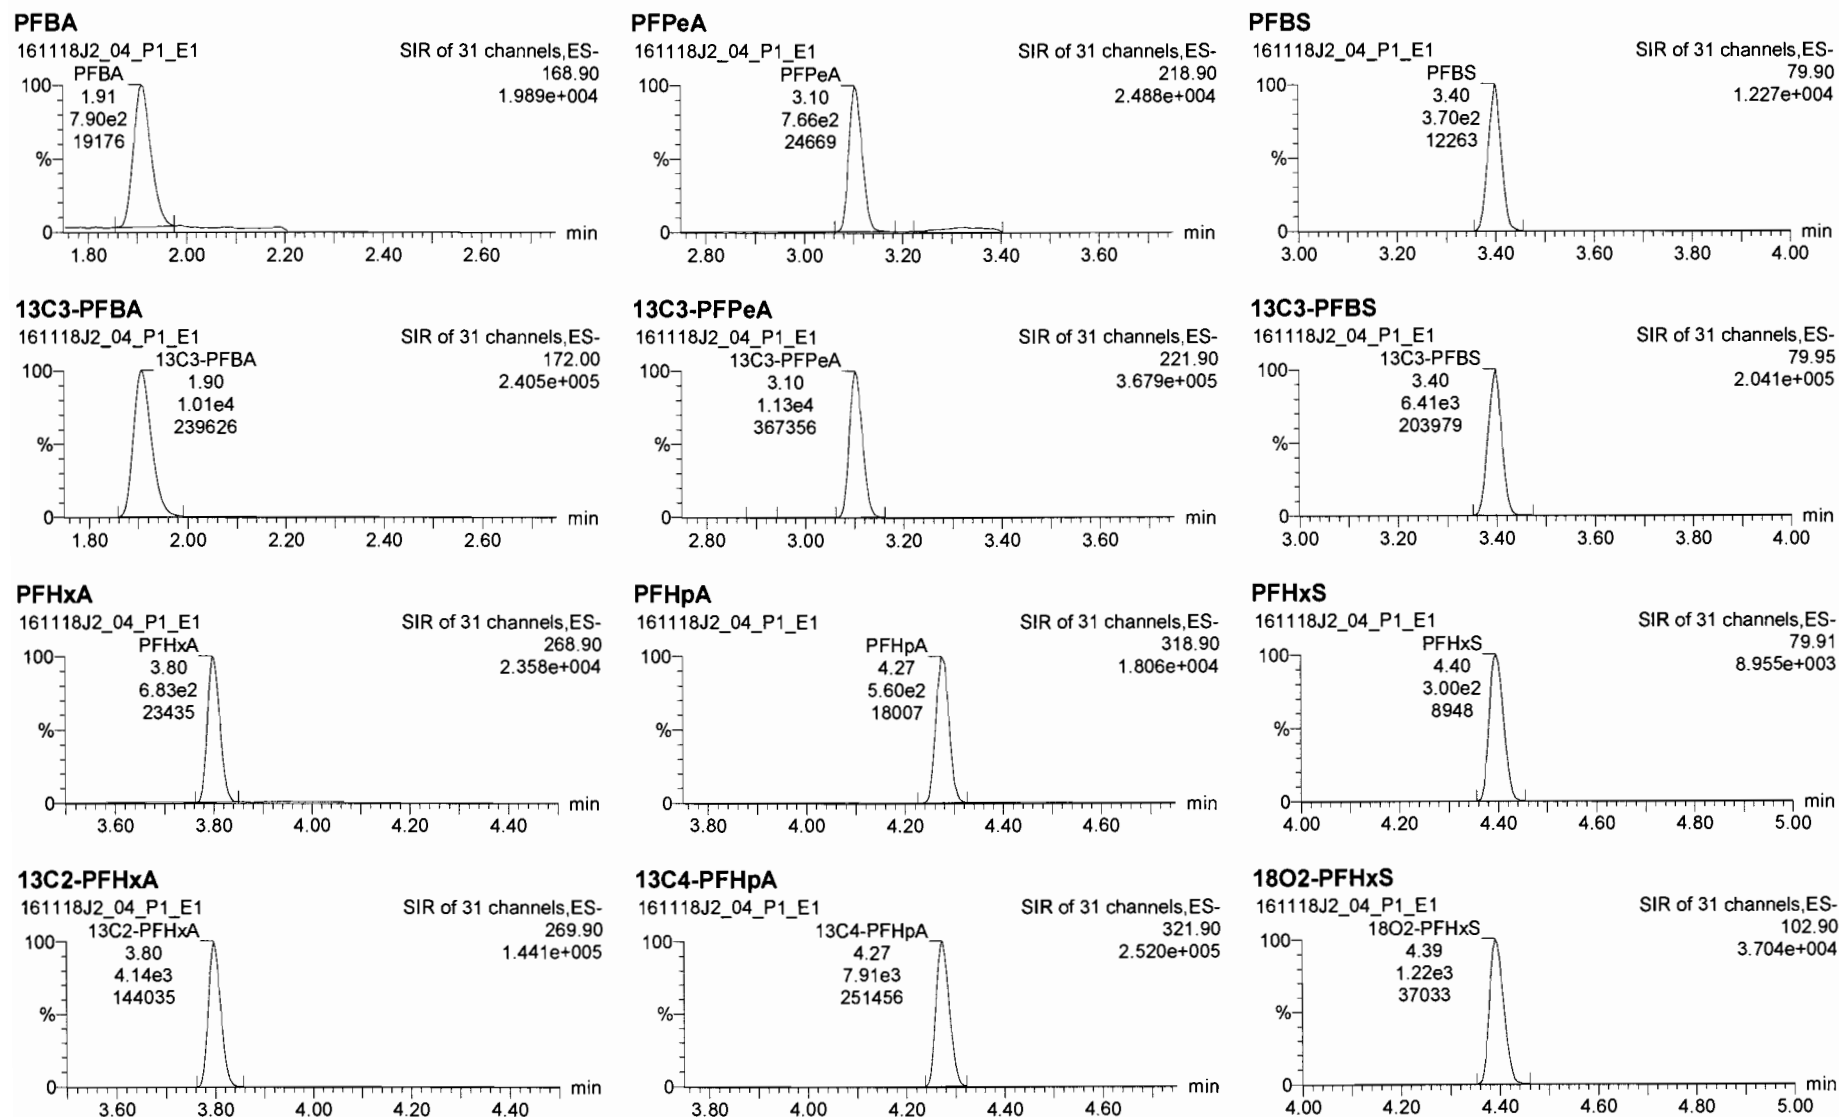 PFBA
161118J2_04_P1_E1
SIR of 31 channels,ES-
168.90
1.989e+004
PFBA
1.91
7.90e2
19176
100
%
0
min
1.80 2.00 2.20 2.40 2.60
PFPeA
161118J2_04_P1_E1
SIR of 31 channels,ES-
218.90
2.488e+004
PFPeA
3.10
7.66e2
24669
100
%
0
min
2.80 3.00 3.20 3.40 3.60
PFBS
161118J2_04_P1_E1
SIR of 31 channels,ES-
79.90
1.227e+004
PFBS
3.40
3.70e2
12263
100
%
0
min
3.00 3.20 3.40 3.60 3.80 4.00
13C3-PFBA
161118J2_04_P1_E1
SIR of 31 channels,ES-
172.00
2.405e+005
13C3-PFBA
1.90
1.01e4
239626
100
%
0
min
1.80 2.00 2.20 2.40 2.60
13C3-PFPeA
161118J2_04_P1_E1
SIR of 31 channels,ES-
221.90
3.679e+005
13C3-PFPeA
3.10
1.13e4
367356
100
%
0
min
2.80 3.00 3.20 3.40 3.60
13C3-PFBS
161118J2_04_P1_E1
SIR of 31 channels,ES-
79.95
2.041e+005
13C3-PFBS
3.40
6.41e3
203979
100
%
0
min
3.00 3.20 3.40 3.60 3.80 4.00
PFHxA
161118J2_04_P1_E1
SIR of 31 channels,ES-
268.90
2.358e+004
PFHxA
3.80
6.83e2
23435
100
%
0
min
3.60 3.80 4.00 4.20 4.40
PFHpA
161118J2_04_P1_E1
SIR of 31 channels,ES-
318.90
1.806e+004
PFHpA
4.27
5.60e2
18007
100
%
0
min
3.80 4.00 4.20 4.40 4.60
PFHxS
161118J2_04_P1_E1
SIR of 31 channels,ES-
79.91
8.955e+003
PFHxS
4.40
3.00e2
8948
100
%
0
min
4.00 4.20 4.40 4.60 4.80 5.00
13C2-PFHxA
161118J2_04_P1_E1
SIR of 31 channels,ES-
269.90
1.441e+005
13C2-PFHxA
3.80
4.14e3
144035
100
%
0
min
3.60 3.80 4.00 4.20 4.40
13C4-PFHpA
161118J2_04_P1_E1
SIR of 31 channels,ES-
321.90
2.520e+005
13C4-PFHpA
4.27
7.91e3
251456
100
%
0
min
3.80 4.00 4.20 4.40 4.60
18O2-PFHxS
161118J2_04_P1_E1
SIR of 31 channels,ES-
102.90
3.704e+004
18O2-PFHxS
4.39
1.22e3
37033
100
%
0
min
4.00 4.20 4.40 4.60 4.80 5.00